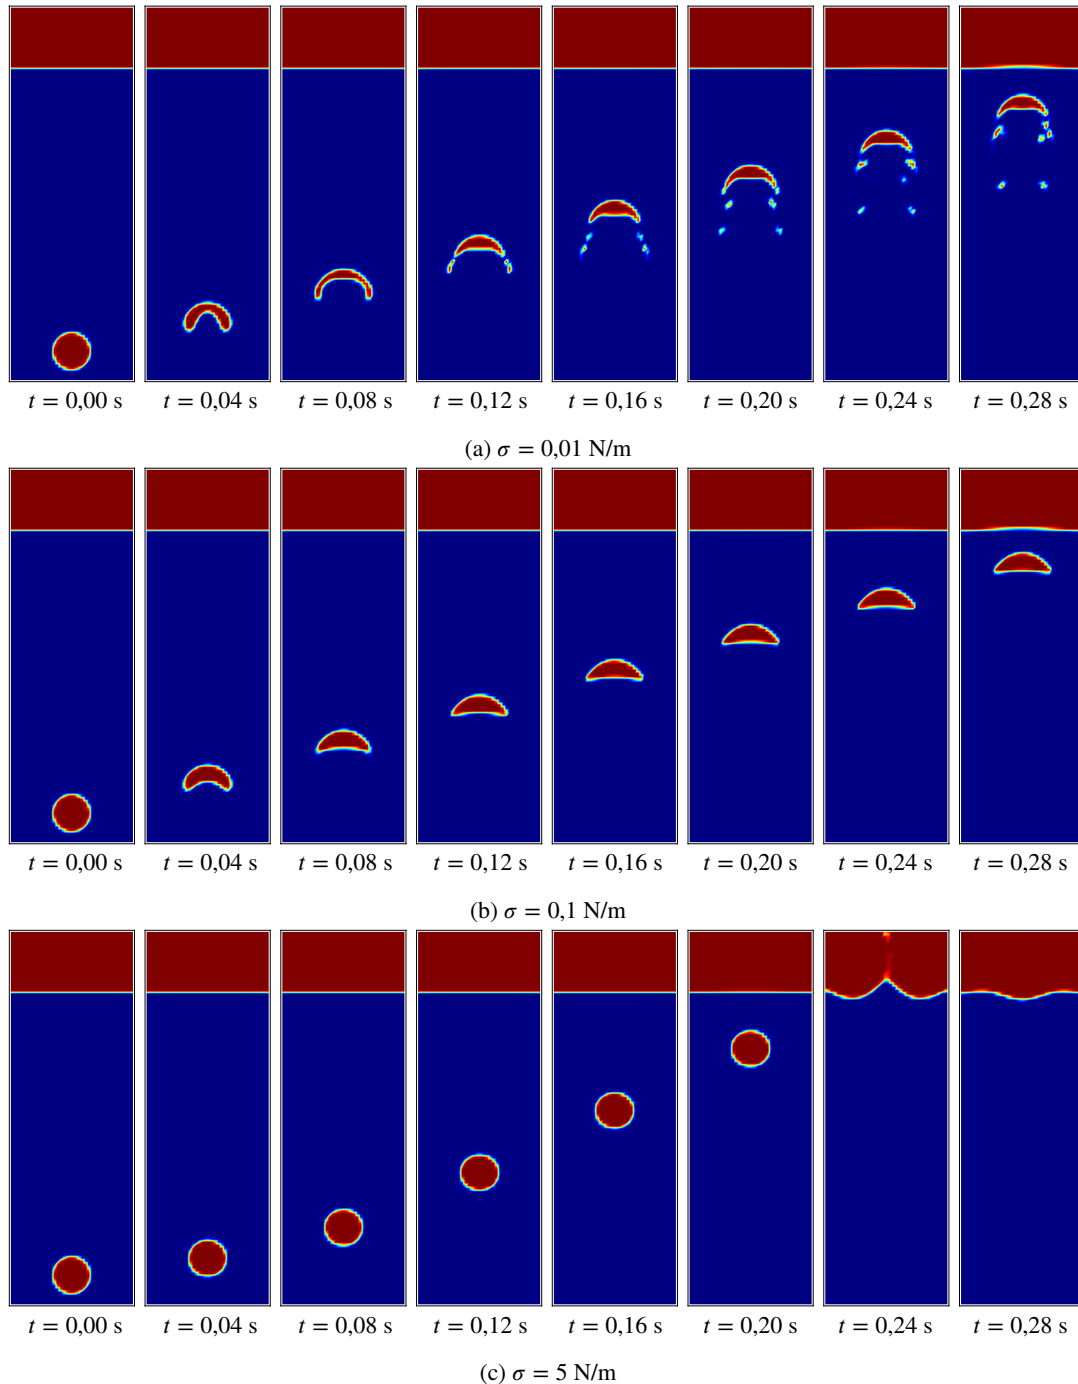 t = 0,00 s t = 0,04 s t = 0,08 s t = 0,12 s t = 0,16 s t = 0,20 s t = 0,24 s t = 0,28 s
(a) σ = 0,01 N/m
t = 0,00 s t = 0,04 s t = 0,08 s t = 0,12 s t = 0,16 s t = 0,20 s t = 0,24 s t = 0,28 s
(b) σ = 0,1 N/m
t = 0,00 s t = 0,04 s t = 0,08 s t = 0,12 s t = 0,16 s t = 0,20 s t = 0,24 s t = 0,28 s
(c) σ = 5 N/m